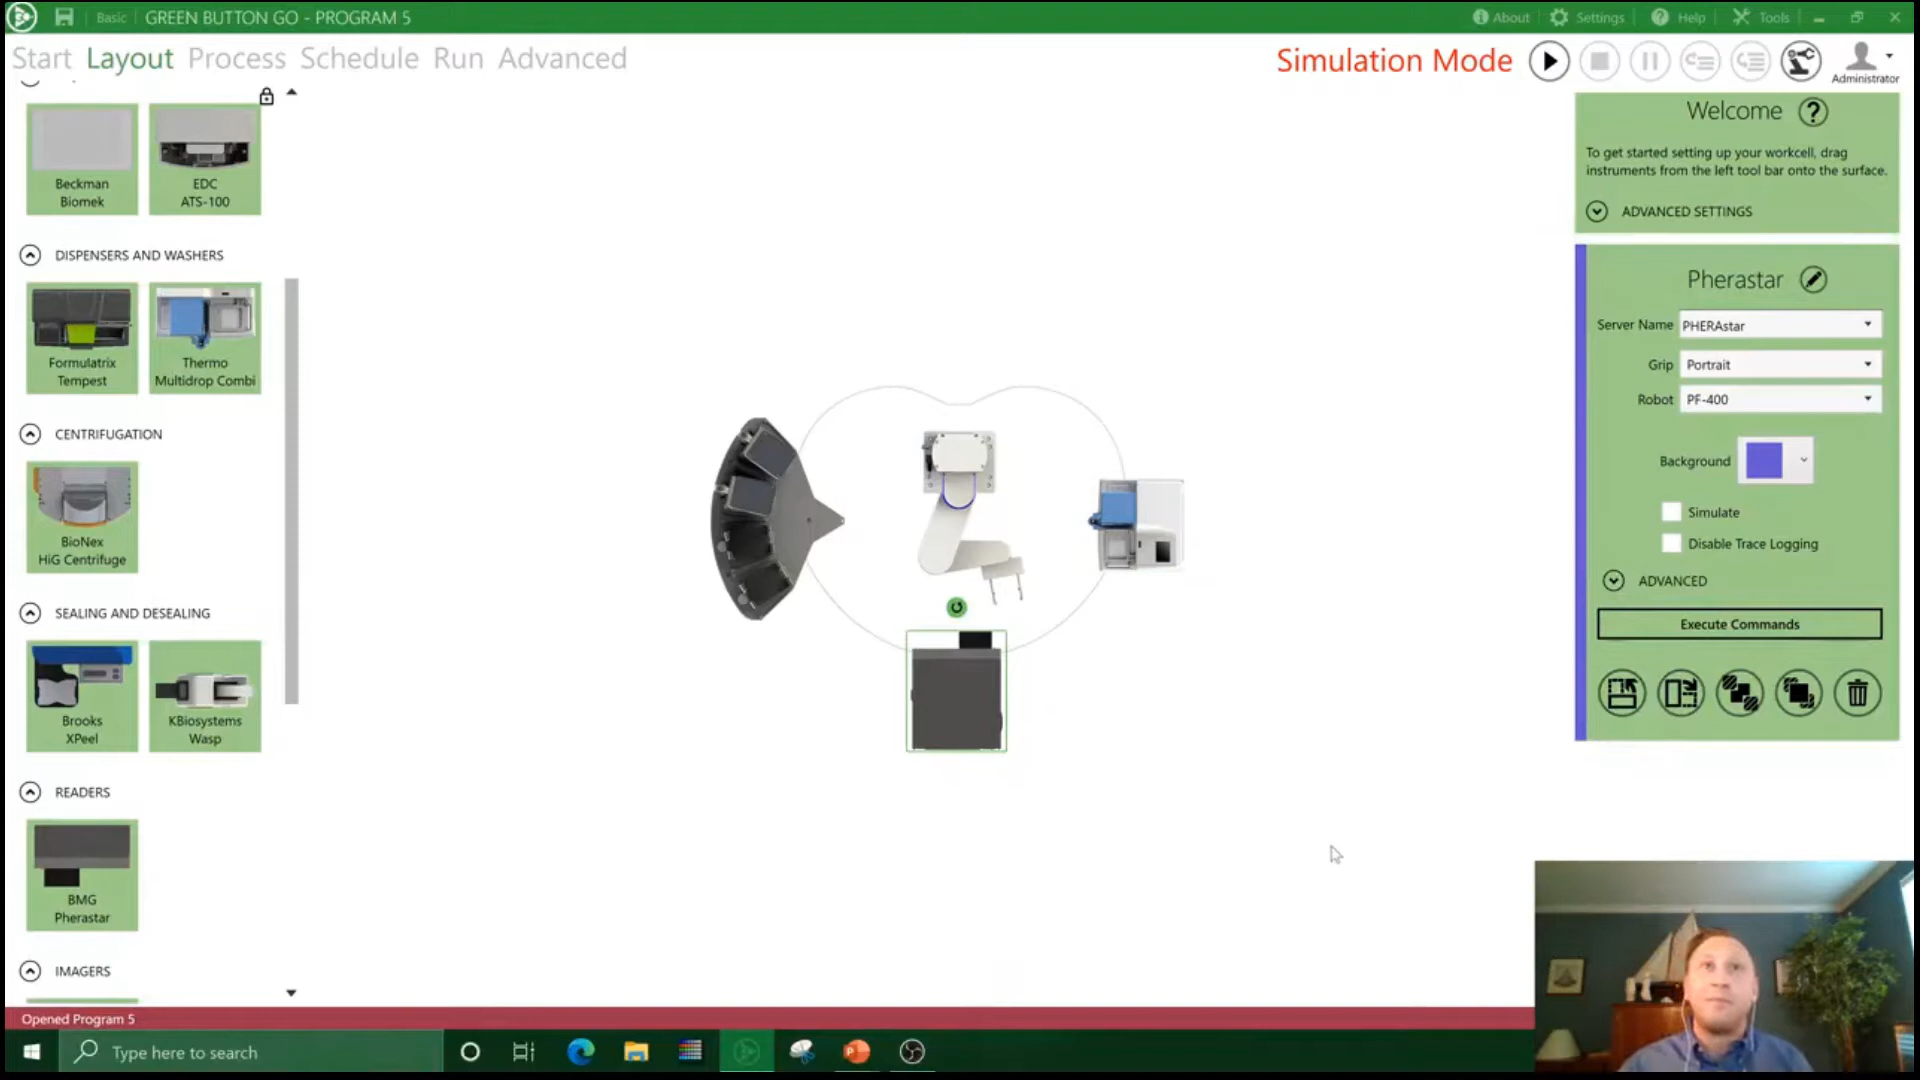 Basic GREEN BUTTON GO - PROGRAM 5
About Settings Help Tools
Start Layout Process Schedule Run Advanced
Simulation Mode
Administrator
Beckman
Biomek
EDC
ATS-100
DISPENSERS AND WASHERS
Formulatrix
Tempest
Thermo
Multidrop Combi
CENTRIFUGATION
BioNex
HiG Centrifuge
SEALING AND DESEALING
Brooks
XPeel
KBiosystems
Wasp
READERS
BMG
Pherastar
IMAGERS
Welcome ?
To get started setting up your workcell, drag
instruments from the left tool bar onto the surface.
ADVANCED SETTINGS
Pherastar
Server Name PHERAstar
Grip Portrait
Robot PF-400
Background
Simulate
Disable Trace Logging
ADVANCED
Execute Commands
Opened Program 5
Type here to search